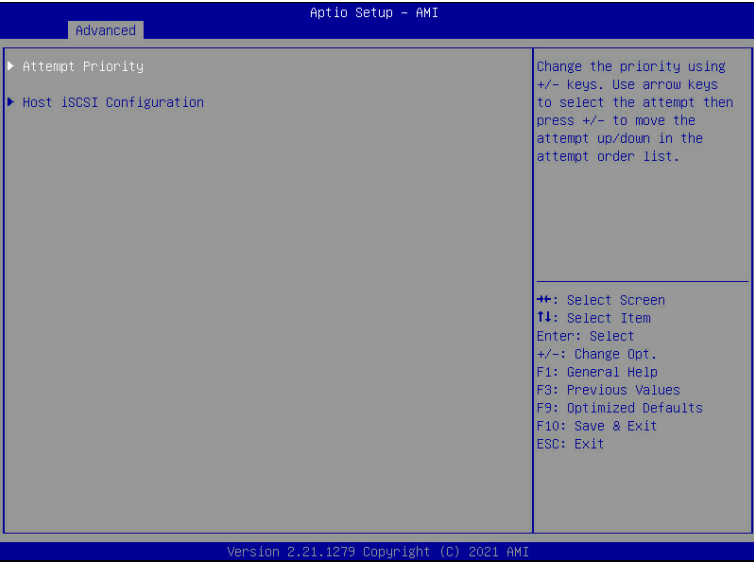 Aptio Setup – AMI
Advanced
▶ Attempt Priority
▶ Host iSCSI Configuration
Change the priority using
+/- keys. Use arrow keys
to select the attempt then
press +/- to move the
attempt up/down in the
attempt order list.
→←: Select Screen
↑↓: Select Item
Enter: Select
+/-: Change Opt.
F1: General Help
F3: Previous Values
F9: Optimized Defaults
F10: Save & Exit
ESC: Exit
Version 2.21.1279 Copyright (C) 2021 AMI